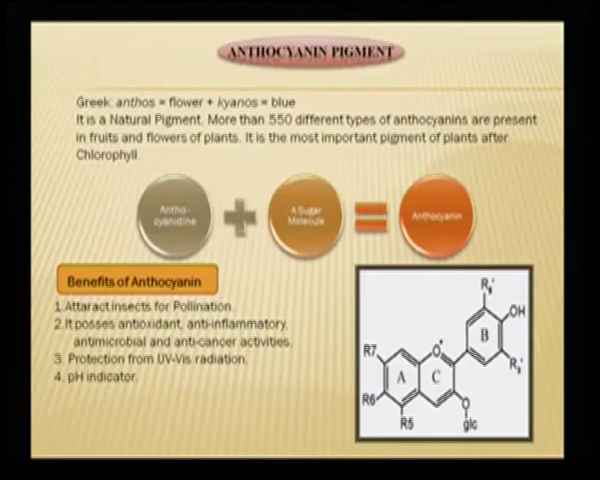 ANTHOCYANIN PIGMENT
Greek: anthos = flower + kyanos = blue
It is a Natural Pigment. More than 550 different types of anthocyanins are present
in fruits and flowers of plants. It is the most important pigment of plants after
Chlorophyll.
Antho-
cyanidine
A Sugar
Molecule
Anthocyanin
Benefits of Anthocyanin
1.Attaract insects for Pollination.
2.It posses antioxidant, anti-inflammatory,
antimicrobial and anti-cancer activities.
3. Protection from UV-Vis radiation.
4. pH indicator.
R₅'
OH
B
R₃'
R7
O⁺
A
C
R6
O
R5
glc